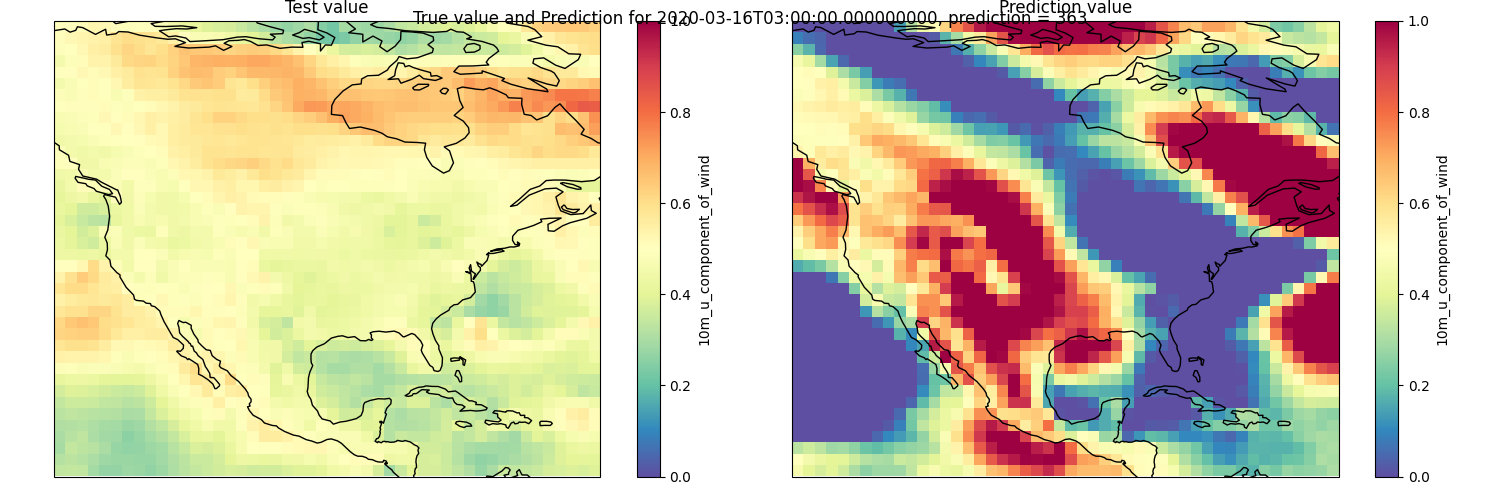 Test value
Prediction value
True value and Prediction for 2020-03-16T03:00:00.000000000, prediction = 363
1.0
0.8
0.6
0.4
0.2
0.0
10m_u_component_of_wind
1.0
0.8
0.6
0.4
0.2
0.0
10m_u_component_of_wind